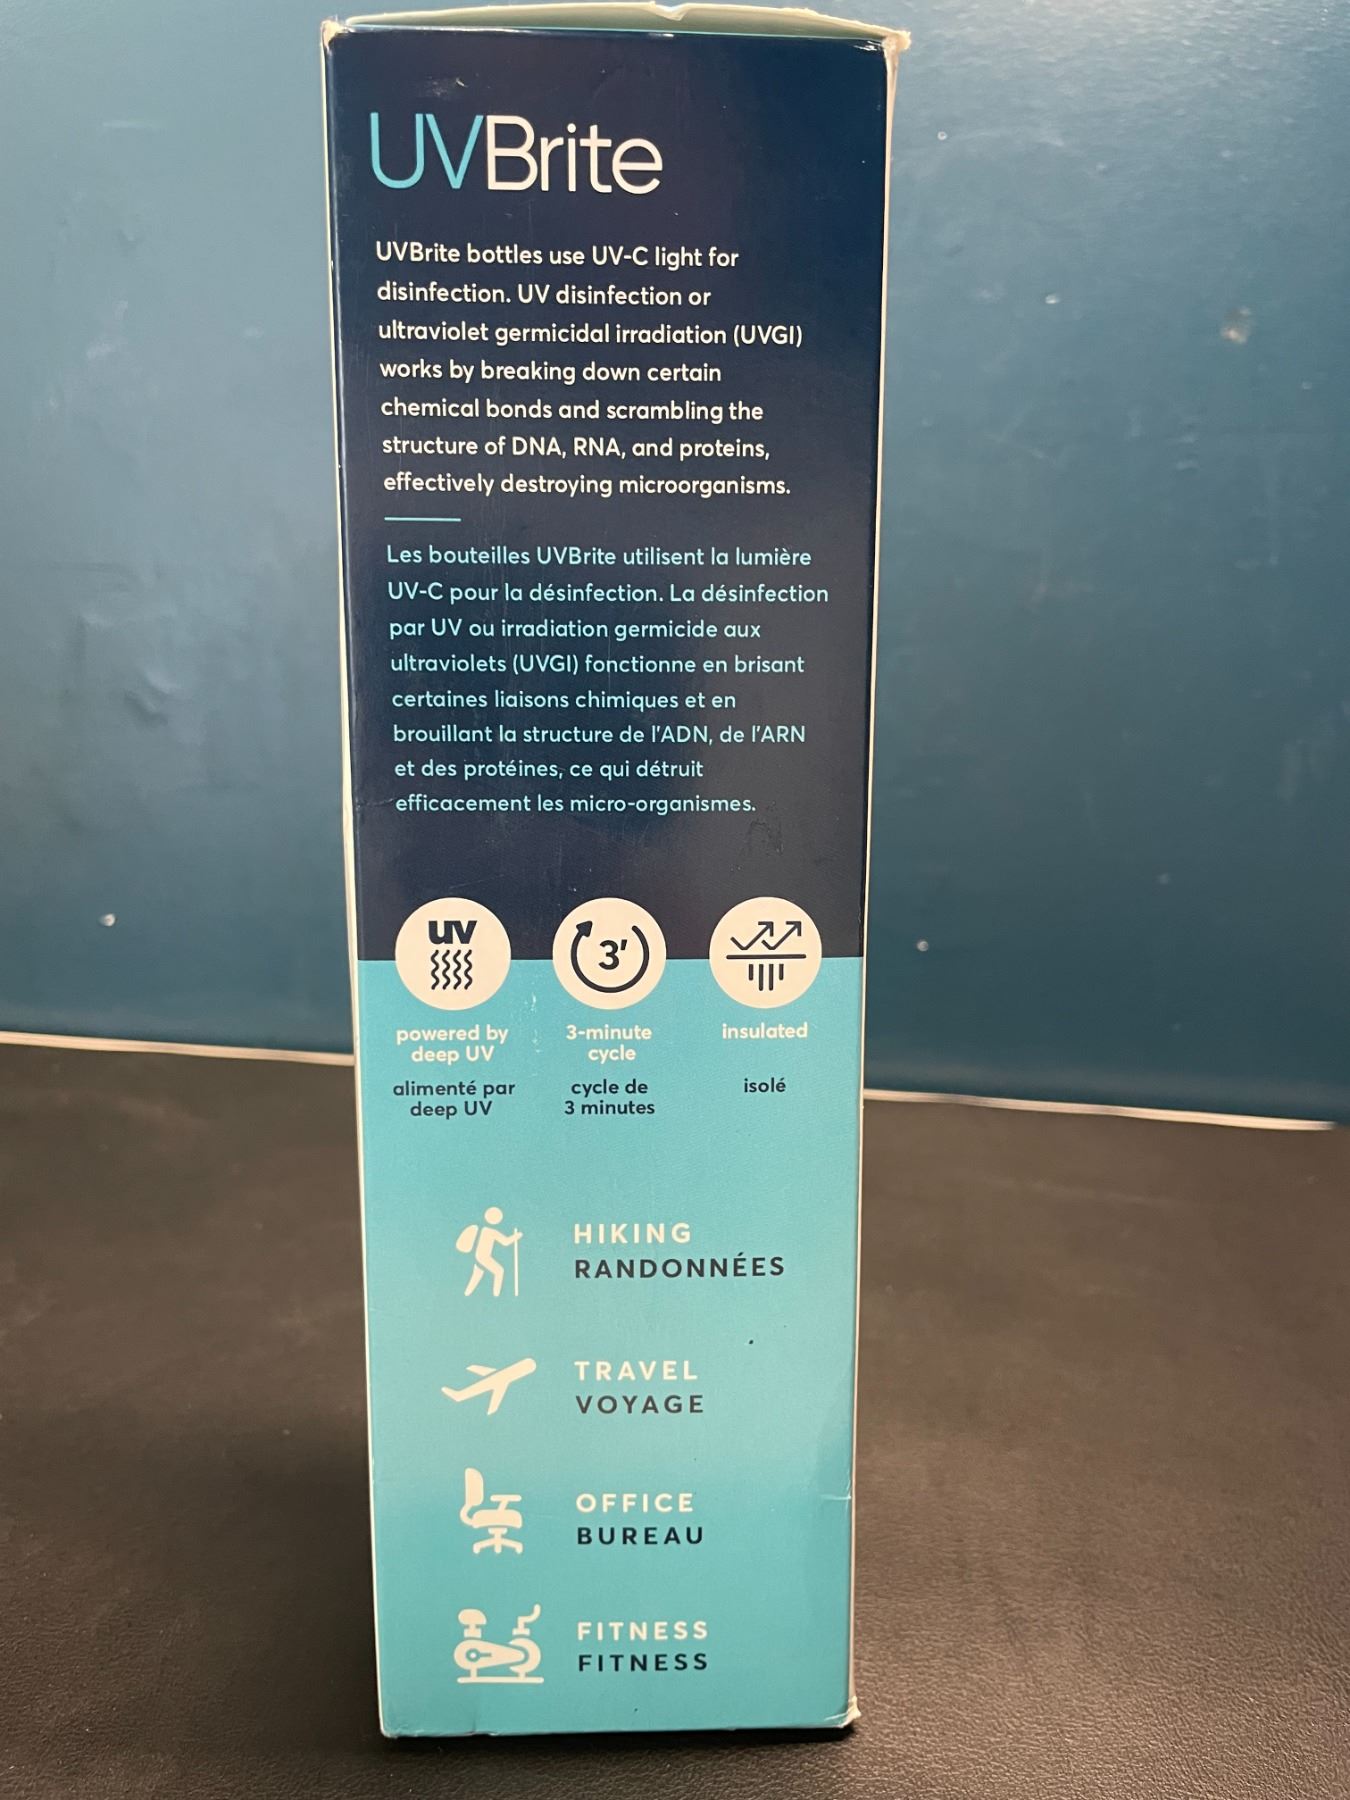 UVBrite
UVBrite bottles use UV-C light for
disinfection. UV disinfection or
ultraviolet germicidal irradiation (UVGI)
works by breaking down certain
chemical bonds and scrambling the
structure of DNA, RNA, and proteins,
effectively destroying microorganisms.
Les bouteilles UVBrite utilisent la lumière
UV-C pour la désinfection. La désinfection
par UV ou irradiation germicide aux
ultraviolets (UVGI) fonctionne en brisant
certaines liaisons chimiques et en
brouillant la structure de l'ADN, de l'ARN
et des protéines, ce qui détruit
efficacement les micro-organismes.
UV
powered by
deep UV
alimenté par
deep UV
3'
3-minute
cycle
cycle de
3 minutes
insulated
isolé
HIKING
RANDONNÉES
TRAVEL
VOYAGE
OFFICE
BUREAU
FITNESS
FITNESS